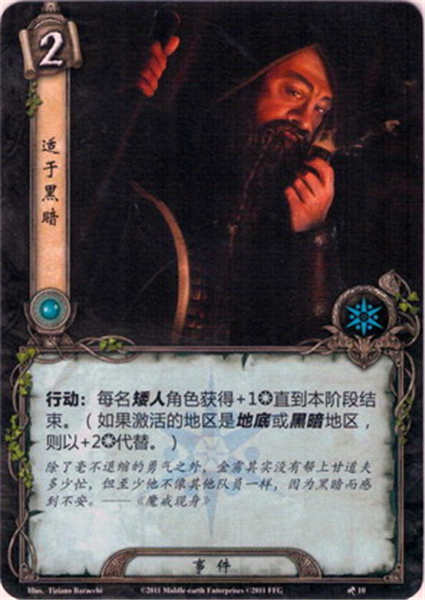 2
适于黑暗
行动：每名矮人角色获得+1直到本阶段结
束。（如果激活的地区是地底或黑暗地区，
则以+2代替。）
除了毫不退缩的勇气之外，金雳其实没有帮上甘道夫
多少忙，但至少他不像其他队员一样，因为黑暗而感
到不安。——《魔戒现身》
事件
Illus. Tiziano Baracchi ©2011 Middle-earth Enterprises ©2011 FFG 10